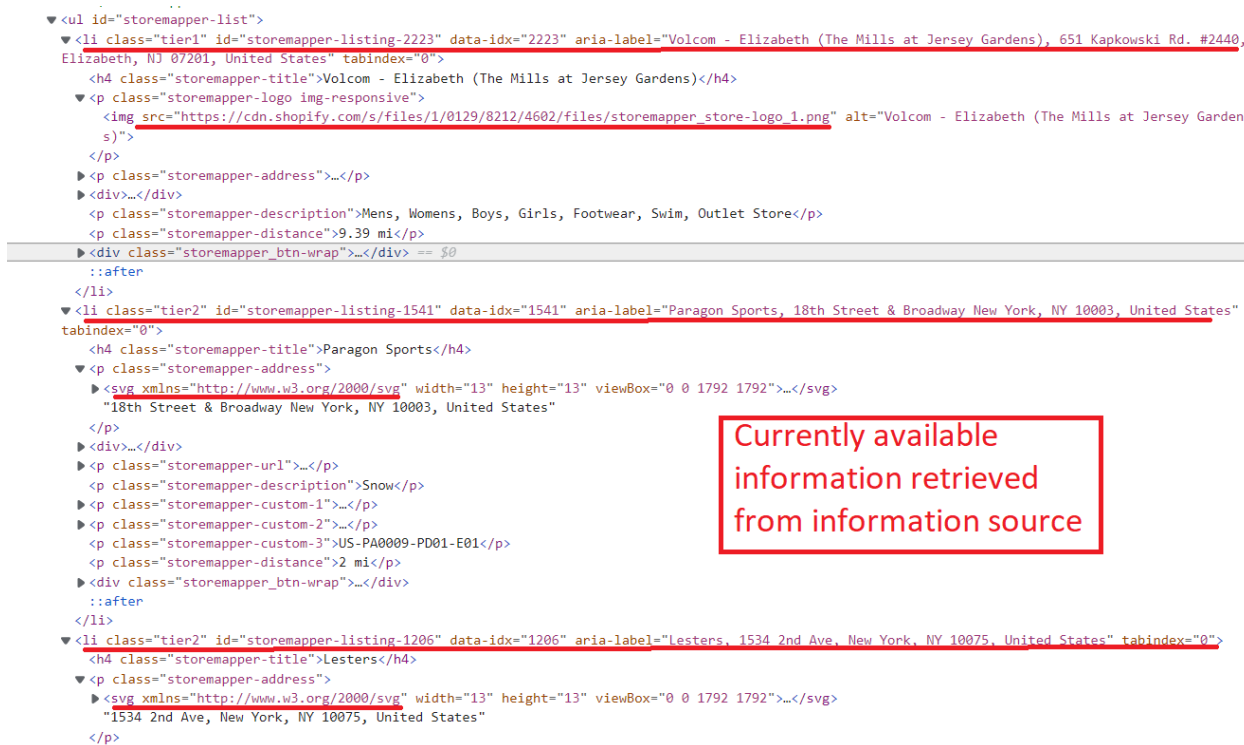 ▼<ul id="storemapper-list">
▼<li class="tier1" id="storemapper-listing-2223" data-idx="2223" aria-label="Volcom - Elizabeth (The Mills at Jersey Gardens), 651 Kapkowski Rd. #2440,
Elizabeth, NJ 07201, United States" tabindex="0">
<h4 class="storemapper-title">Volcom - Elizabeth (The Mills at Jersey Gardens)</h4>
▼<p class="storemapper-logo img-responsive">
<img src="https://cdn.shopify.com/s/files/1/0129/8212/4602/files/storemapper_store-logo_1.png" alt="Volcom - Elizabeth (The Mills at Jersey Garden
s)">
</p>
▶<p class="storemapper-address">…</p>
▶<div>…</div>
<p class="storemapper-description">Mens, Womens, Boys, Girls, Footwear, Swim, Outlet Store</p>
<p class="storemapper-distance">9.39 mi</p>
▶<div class="storemapper_btn-wrap">…</div> == $0
::after
</li>
▼<li class="tier2" id="storemapper-listing-1541" data-idx="1541" aria-label="Paragon Sports, 18th Street & Broadway New York, NY 10003, United States"
tabindex="0">
<h4 class="storemapper-title">Paragon Sports</h4>
▼<p class="storemapper-address">
▶<svg xmlns="http://www.w3.org/2000/svg" width="13" height="13" viewBox="0 0 1792 1792">…</svg>
"18th Street & Broadway New York, NY 10003, United States"
</p>
▶<div>…</div>
▶<p class="storemapper-url">…</p>
<p class="storemapper-description">Snow</p>
▶<p class="storemapper-custom-1">…</p>
▶<p class="storemapper-custom-2">…</p>
<p class="storemapper-custom-3">US-PA0009-PD01-E01</p>
<p class="storemapper-distance">2 mi</p>
▶<div class="storemapper_btn-wrap">…</div>
::after
</li>
Currently available
information retrieved
from information source
▼<li class="tier2" id="storemapper-listing-1206" data-idx="1206" aria-label="Lesters, 1534 2nd Ave, New York, NY 10075, United States" tabindex="0">
<h4 class="storemapper-title">Lesters</h4>
▼<p class="storemapper-address">
▶<svg xmlns="http://www.w3.org/2000/svg" width="13" height="13" viewBox="0 0 1792 1792">…</svg>
"1534 2nd Ave, New York, NY 10075, United States"
</p>